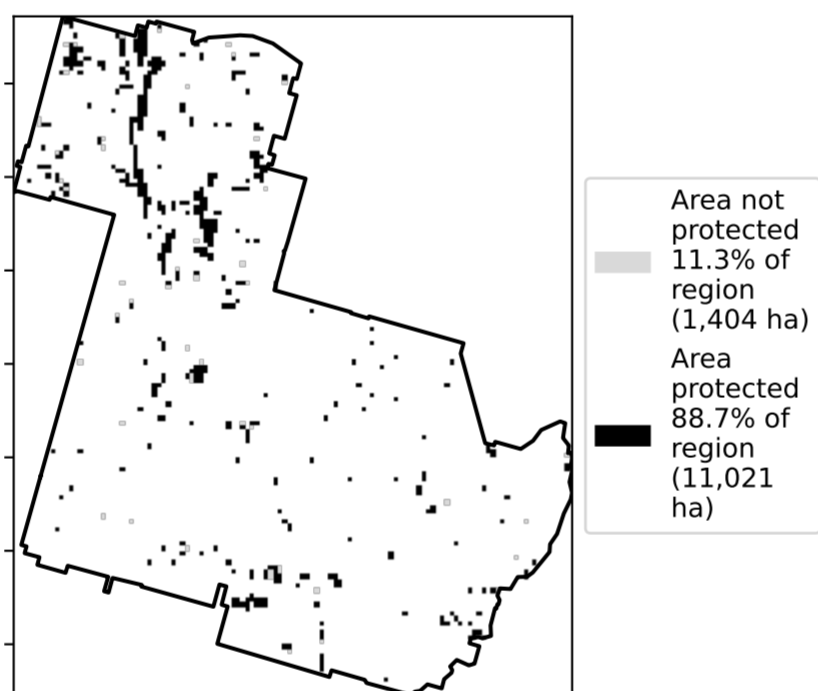 Area not
protected
11.3% of
region
(1,404 ha)
Area
protected
88.7% of
region
(11,021
ha)